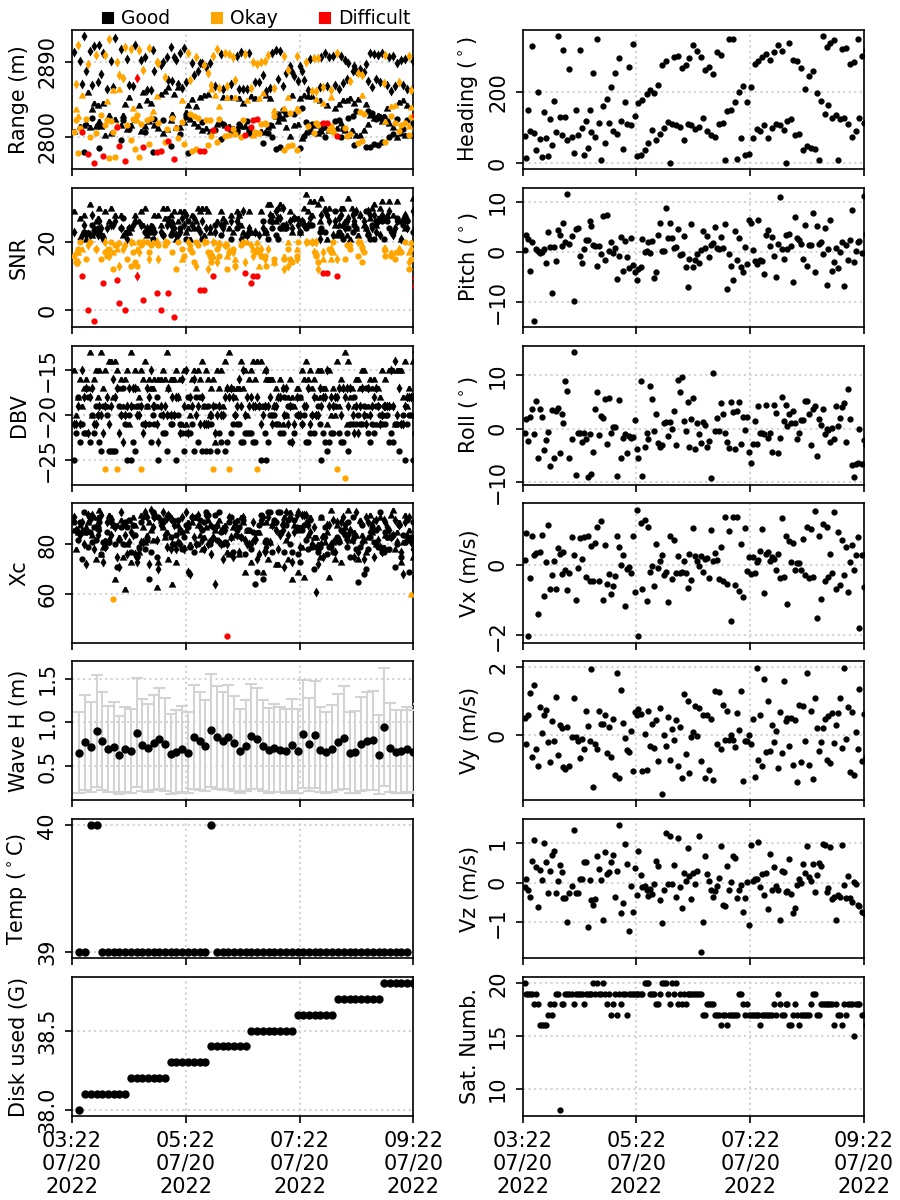 Good Okay Difficult
Range (m)
2890
2800
Heading (°)
200
0
SNR
20
0
Pitch (°)
10
0
−10
DBV
−15
−20
−25
Roll (°)
10
0
−10
Xc
80
60
Vx (m/s)
0
−2
Wave H (m)
1.5
1.0
0.5
Vy (m/s)
2
0
Temp (°C)
40
39
Vz (m/s)
1
0
−1
Disk used (G)
38.5
38.0
Sat. Numb.
20
15
10
03:22 05:22 07:22 09:22 03:22 05:22 07:22 09:22
07/20 07/20 07/20 07/20 07/20 07/20 07/20 07/20
2022 2022 2022 2022 2022 2022 2022 2022